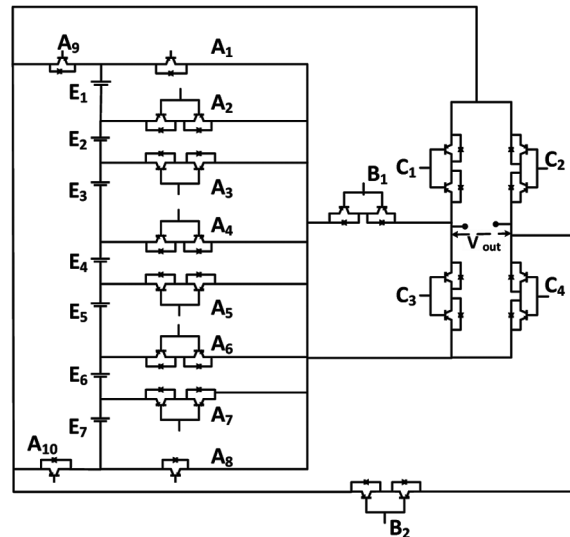 A₉ A₁
E₁
A₂
E₂
A₃
E₃
B₁
C₁ C₂
A₄
V out
E₄
A₅
E₅
C₃ C₄
A₆
E₆
A₇
E₇
A₁₀ A₈
B₂